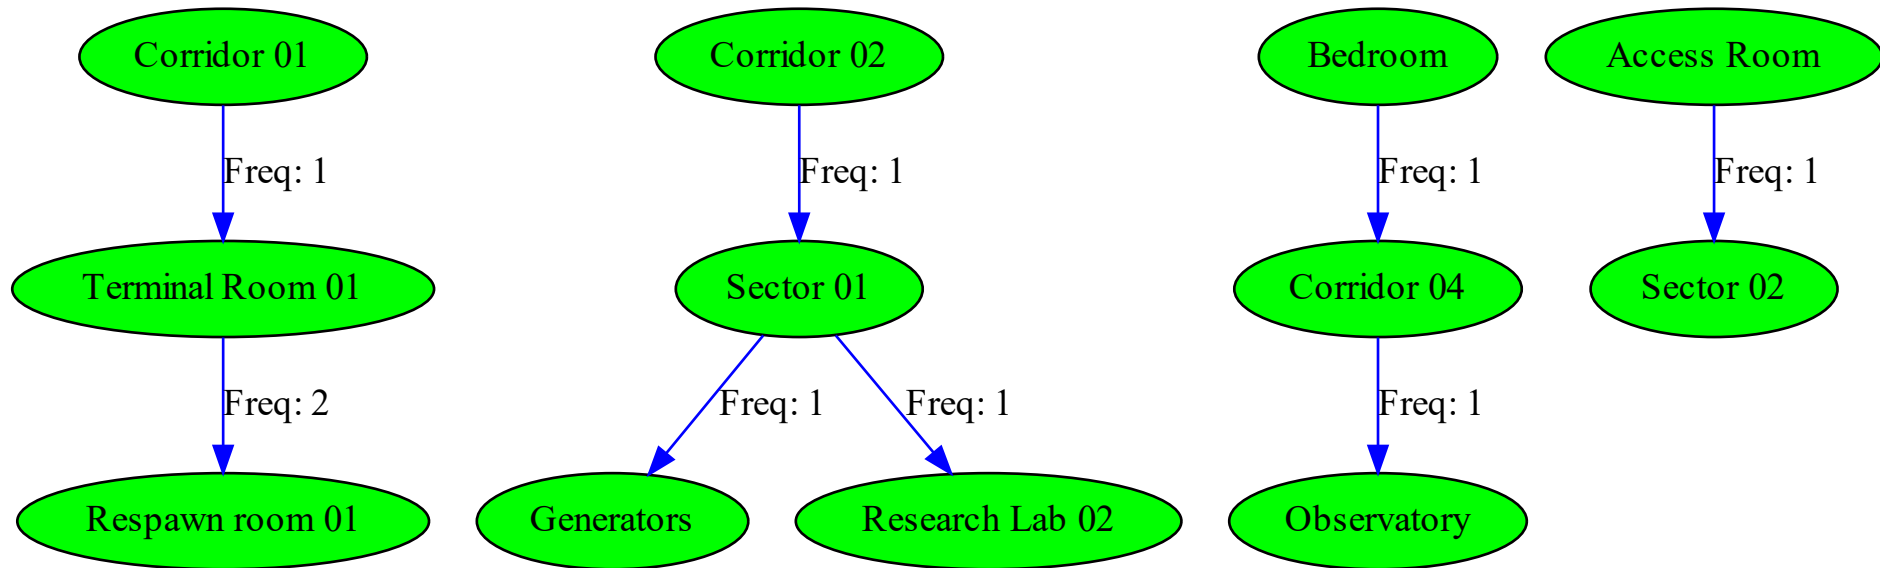 Corridor 01
Corridor 02
Bedroom
Access Room
Freq: 1
Freq: 1
Freq: 1
Freq: 1
Terminal Room 01
Sector 01
Corridor 04
Sector 02
Freq: 2
Freq: 1
Freq: 1
Freq: 1
Respawn room 01
Generators
Research Lab 02
Observatory